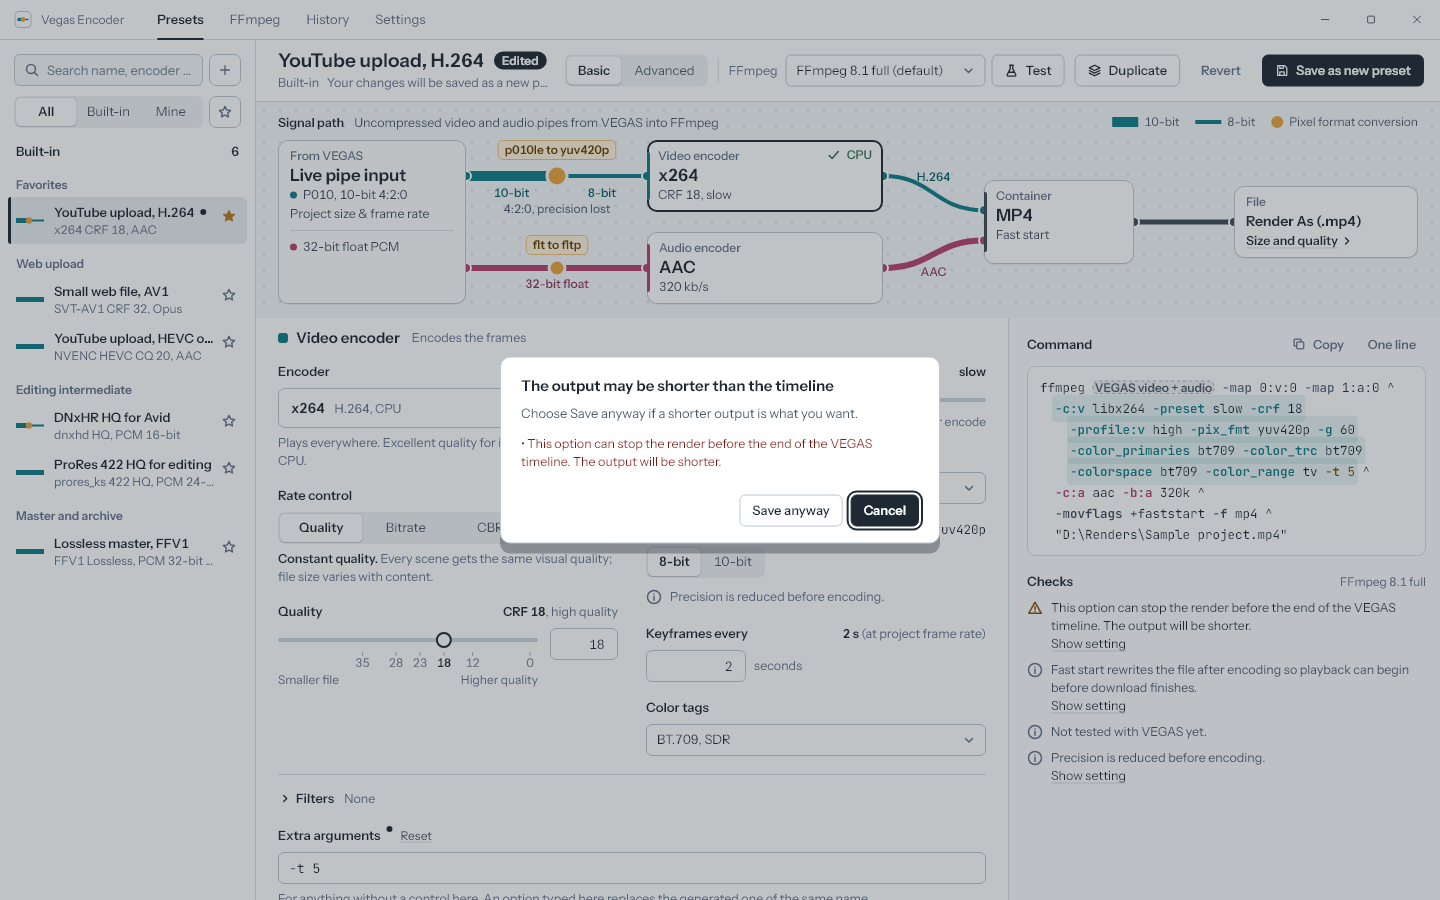 Vegas Encoder
Presets
FFmpeg
History
Settings
Search name, encoder ...
All
Built-in
Mine
Built-in
6
Favorites
YouTube upload, H.264
x264 CRF 18, AAC
Web upload
Small web file, AV1
SVT-AV1 CRF 32, Opus
YouTube upload, HEVC o...
NVENC HEVC CQ 20, AAC
Editing intermediate
DNxHR HQ for Avid
dnxhd HQ, PCM 16-bit
ProRes 422 HQ for editing
prores_ks 422 HQ, PCM 24-...
Master and archive
Lossless master, FFV1
FFV1 Lossless, PCM 32-bit ...
YouTube upload, H.264
Edited
Built-in Your changes will be saved as a new p...
Basic
Advanced
FFmpeg
FFmpeg 8.1 full (default)
Test
Duplicate
Revert
Save as new preset
Signal path Uncompressed video and audio pipes from VEGAS into FFmpeg
10-bit
8-bit
Pixel format conversion
From VEGAS
Live pipe input
P010, 10-bit 4:2:0
Project size & frame rate
32-bit float PCM
p010le to yuv420p
10-bit
8-bit
4:2:0, precision lost
flt to fltp
32-bit float
Video encoder
CPU
x264
CRF 18, slow
Audio encoder
AAC
320 kb/s
H.264
AAC
Container
MP4
Fast start
File
Render As (.mp4)
Size and quality
Video encoder Encodes the frames
Encoder
x264 H.264, CPU
Plays everywhere. Excellent quality for
CPU.
slow
encode
Rate control
Quality
Bitrate
yuv420p
Constant quality. Every scene gets the same visual quality;
file size varies with content.
8-bit
10-bit
Precision is reduced before encoding.
Quality
CRF 18, high quality
18
35 28 23 18 12 0
Smaller file
Higher quality
Keyframes every
2 s (at project frame rate)
2
seconds
Color tags
BT.709, SDR
Filters None
Extra arguments
Reset
-t 5
For anything without a control here. An option typed here replaces the generated one of the same name.
The output may be shorter than the timeline
Choose Save anyway if a shorter output is what you want.
· This option can stop the render before the end of the VEGAS
timeline. The output will be shorter.
Save anyway
Cancel
Command
Copy
One line
ffmpeg VEGAS video + audio -map 0:v:0 -map 1:a:0 ^
-c:v libx264 -preset slow -crf 18
-profile:v high -pix_fmt yuv420p -g 60
-color_primaries bt709 -color_trc bt709
-colorspace bt709 -color_range tv -t 5 ^
-c:a aac -b:a 320k ^
-movflags +faststart -f mp4 ^
"D:\Renders\Sample project.mp4"
Checks
FFmpeg 8.1 full
This option can stop the render before the end of the VEGAS
timeline. The output will be shorter.
Show setting
Fast start rewrites the file after encoding so playback can begin
before download finishes.
Show setting
Not tested with VEGAS yet.
Precision is reduced before encoding.
Show setting